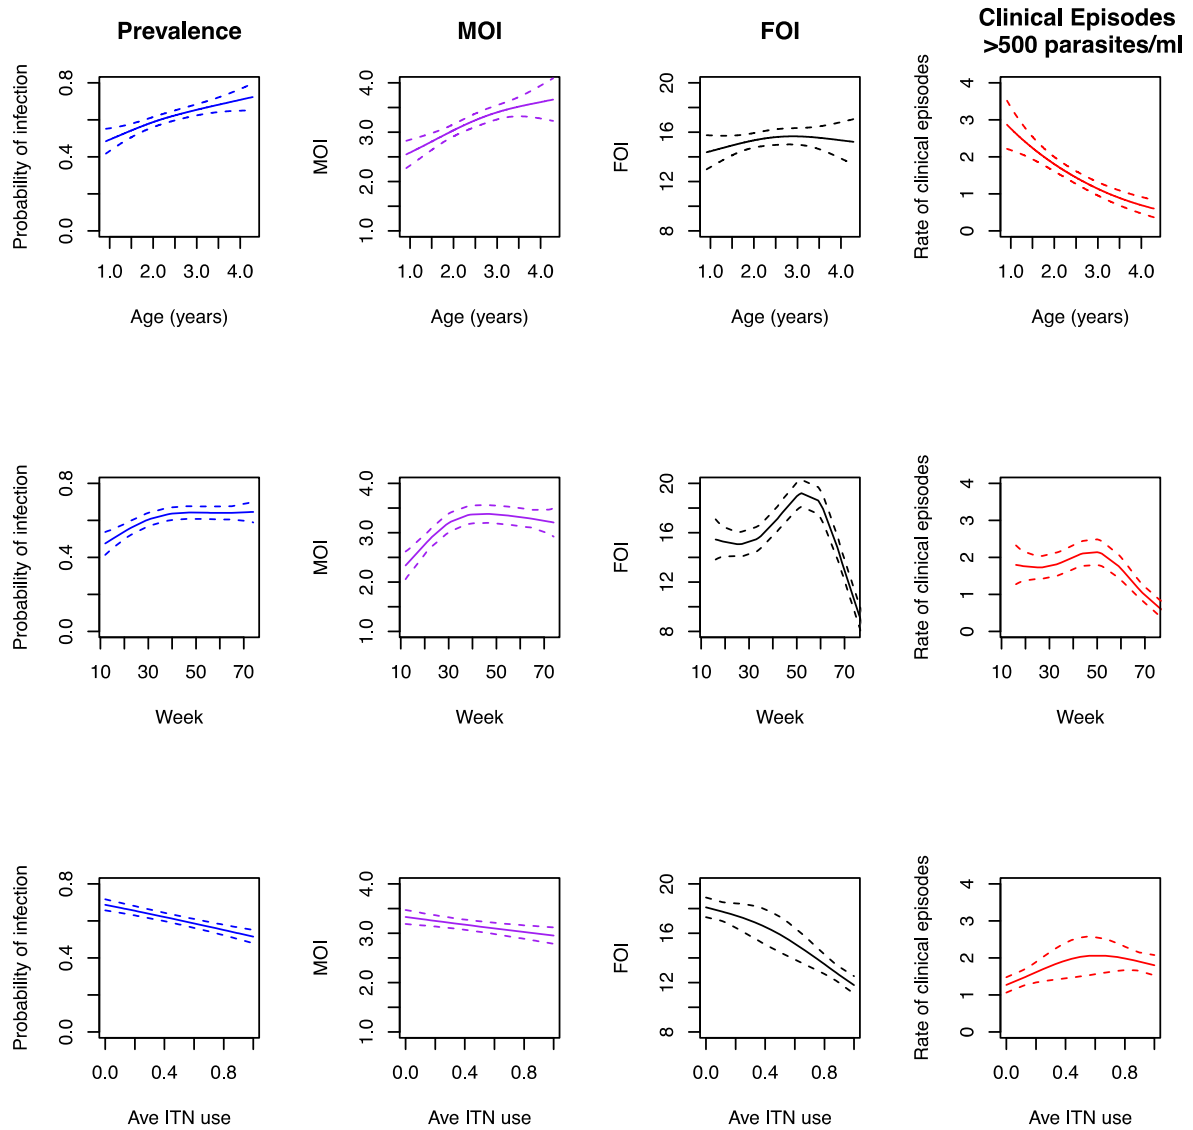 Prevalence
MOI
FOI
Clinical Episodes
>500 parasites/ml
Probability of infection
0.0 0.4 0.8
1.0 2.0 3.0 4.0
Age (years)
MOI
1.0 2.0 3.0 4.0
1.0 2.0 3.0 4.0
Age (years)
FOI
8 12 16 20
1.0 2.0 3.0 4.0
Age (years)
Rate of clinical episodes
0 1 2 3 4
1.0 2.0 3.0 4.0
Age (years)
Probability of infection
0.0 0.4 0.8
10 30 50 70
Week
MOI
1.0 2.0 3.0 4.0
10 30 50 70
Week
FOI
8 12 16 20
10 30 50 70
Week
Rate of clinical episodes
0 1 2 3 4
10 30 50 70
Week
Probability of infection
0.0 0.4 0.8
0.0 0.4 0.8
Ave ITN use
MOI
1.0 2.0 3.0 4.0
0.0 0.4 0.8
Ave ITN use
FOI
8 12 16 20
0.0 0.4 0.8
Ave ITN use
Rate of clinical episodes
0 1 2 3 4
0.0 0.4 0.8
Ave ITN use